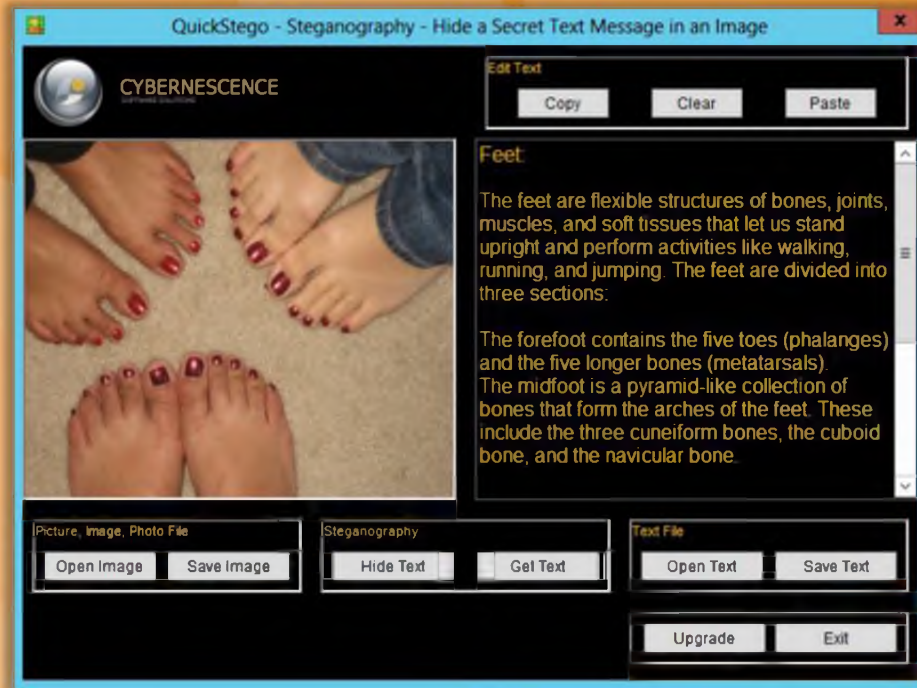 QuickStego - Steganography - Hide a Secret Text Message in an Image
x
CYBERNESCENCE
SOFTWARE SOLUTIONS
Edit Text
Copy Clear Paste
Feet:
The feet are flexible structures of bones, joints,
muscles, and soft tissues that let us stand
upright and perform activities like walking,
running, and jumping. The feet are divided into
three sections:
The forefoot contains the five toes (phalanges)
and the five longer bones (metatarsals).
The midfoot is a pyramid-like collection of
bones that form the arches of the feet. These
include the three cuneiform bones, the cuboid
bone, and the navicular bone.
Picture, Image, Photo File
Open Image Save Image
Steganography
Hide Text Get Text
Text File
Open Text Save Text
Upgrade Exit